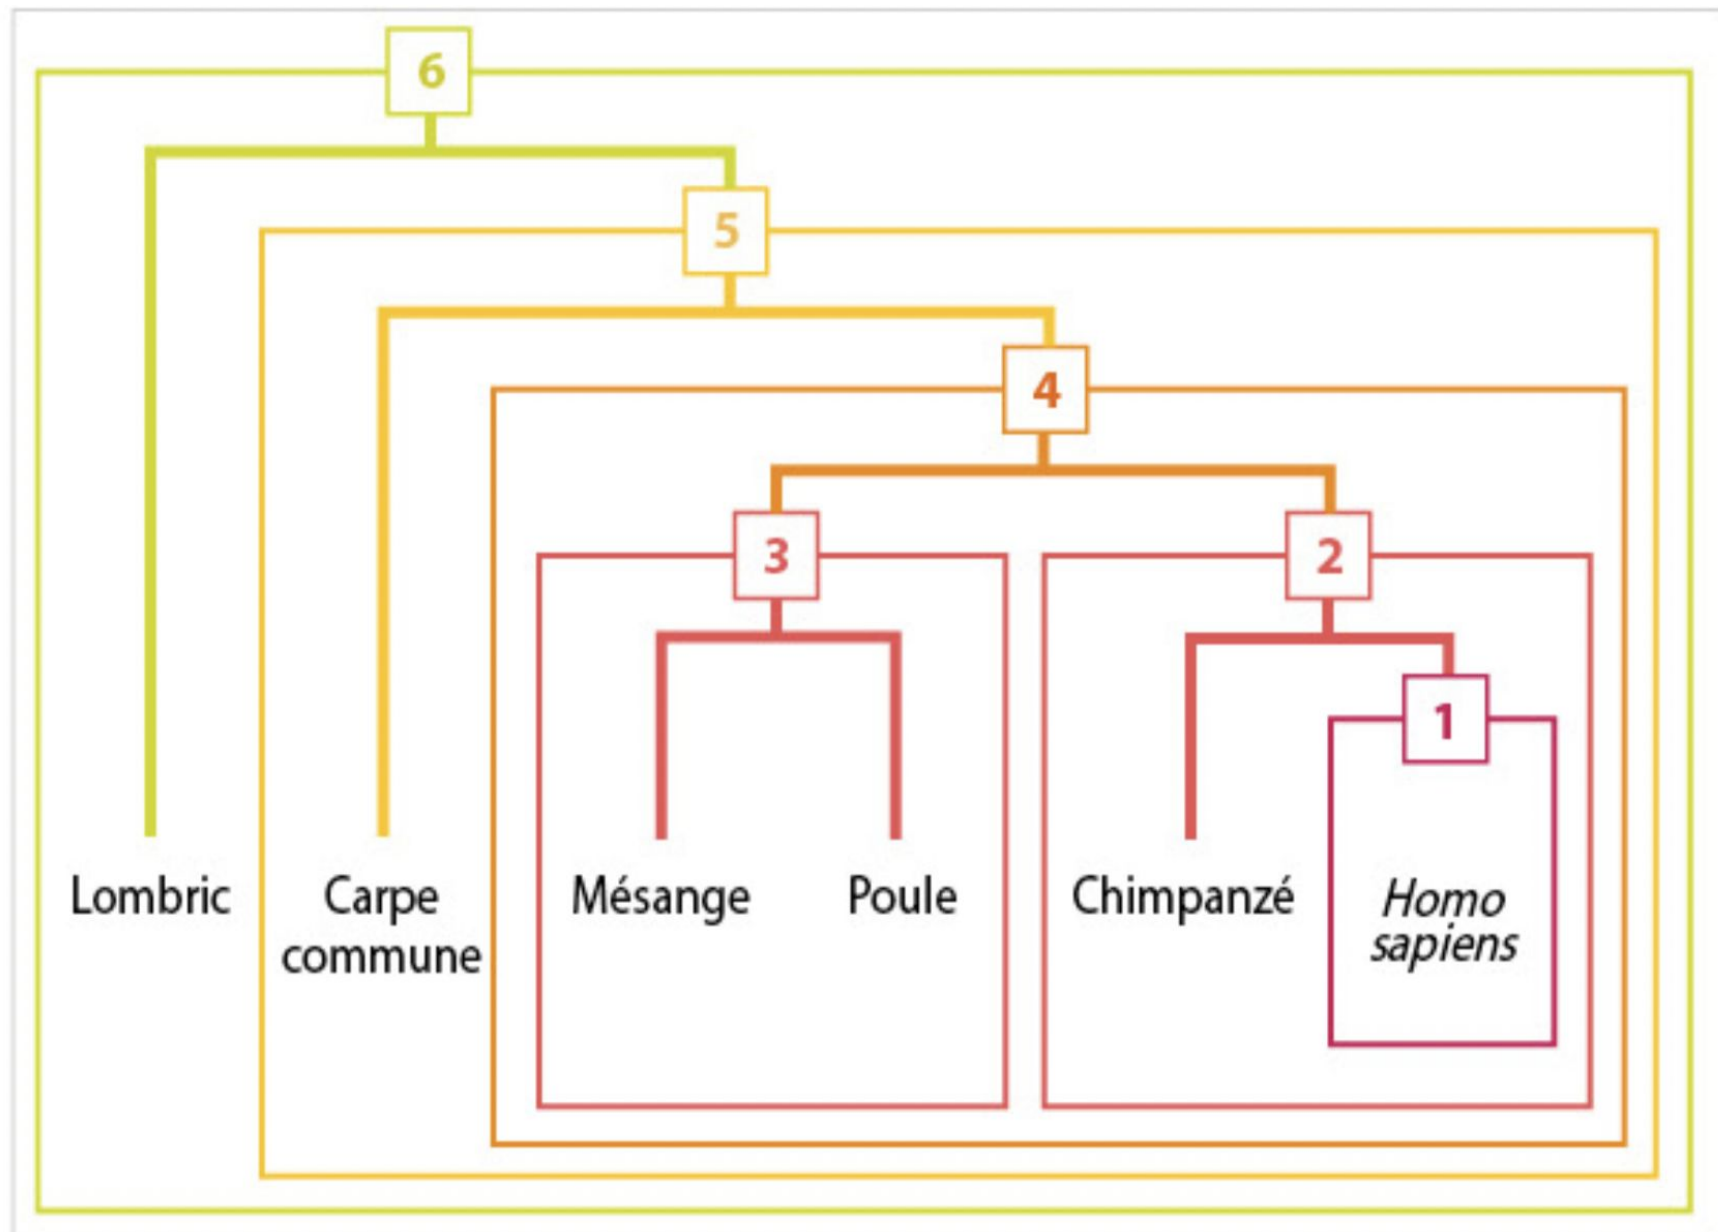 6
5
4
3
2
1
Lombric
Carpe
commune
Mésange
Poule
Chimpanzé
Homo
sapiens